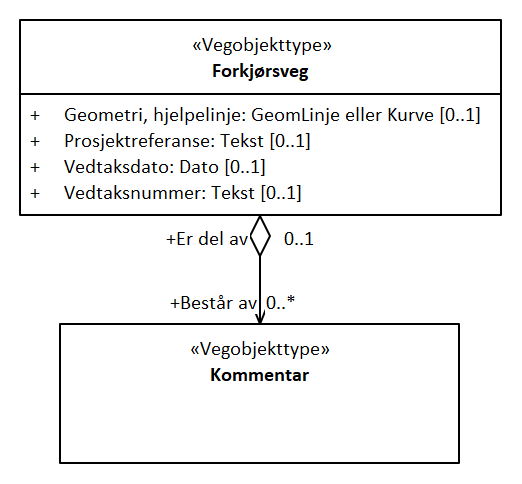 «Vegobjekttype»
Forkjørsveg
+ Geometri, hjelpelinje: GeomLinje eller Kurve [0..1]
+ Prosjektreferanse: Tekst [0..1]
+ Vedtaksdato: Dato [0..1]
+ Vedtaksnummer: Tekst [0..1]
+Er del av 0..1
+Består av 0..*
«Vegobjekttype»
Kommentar